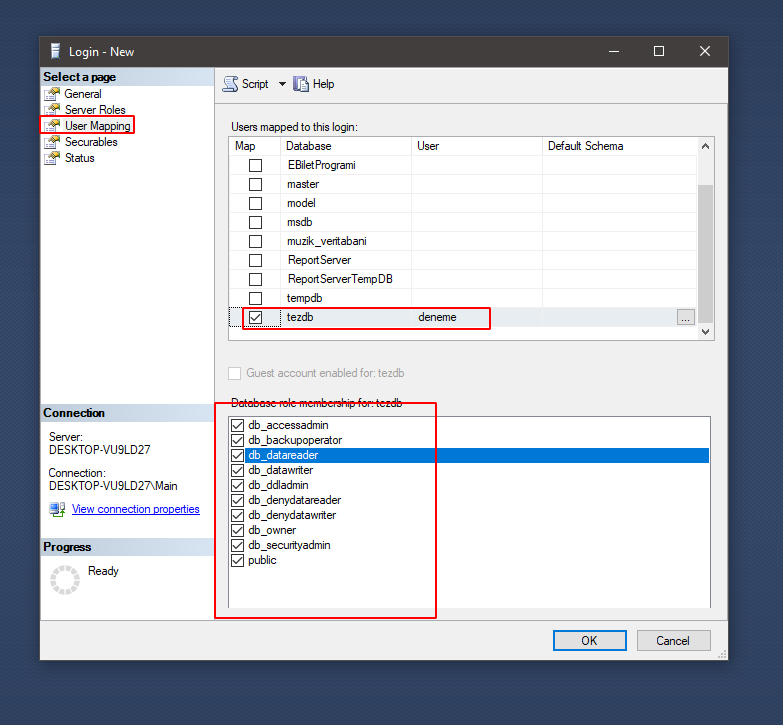 Login - New
Select a page
General
Server Roles
User Mapping
Securables
Status
Script
Help
Users mapped to this login:
Map Database User Default Schema
EBiletProgrami
master
model
msdb
muzik_veritabani
ReportServer
ReportServerTempDB
tempdb
tezdb deneme ...
Guest account enabled for: tezdb
Database role membership for: tezdb
db_accessadmin
db_backupoperator
db_datareader
db_datawriter
db_ddladmin
db_denydatareader
db_denydatawriter
db_owner
db_securityadmin
public
Connection
Server:
DESKTOP-VU9LD27
Connection:
DESKTOP-VU9LD27\Main
View connection properties
Progress
Ready
OK Cancel